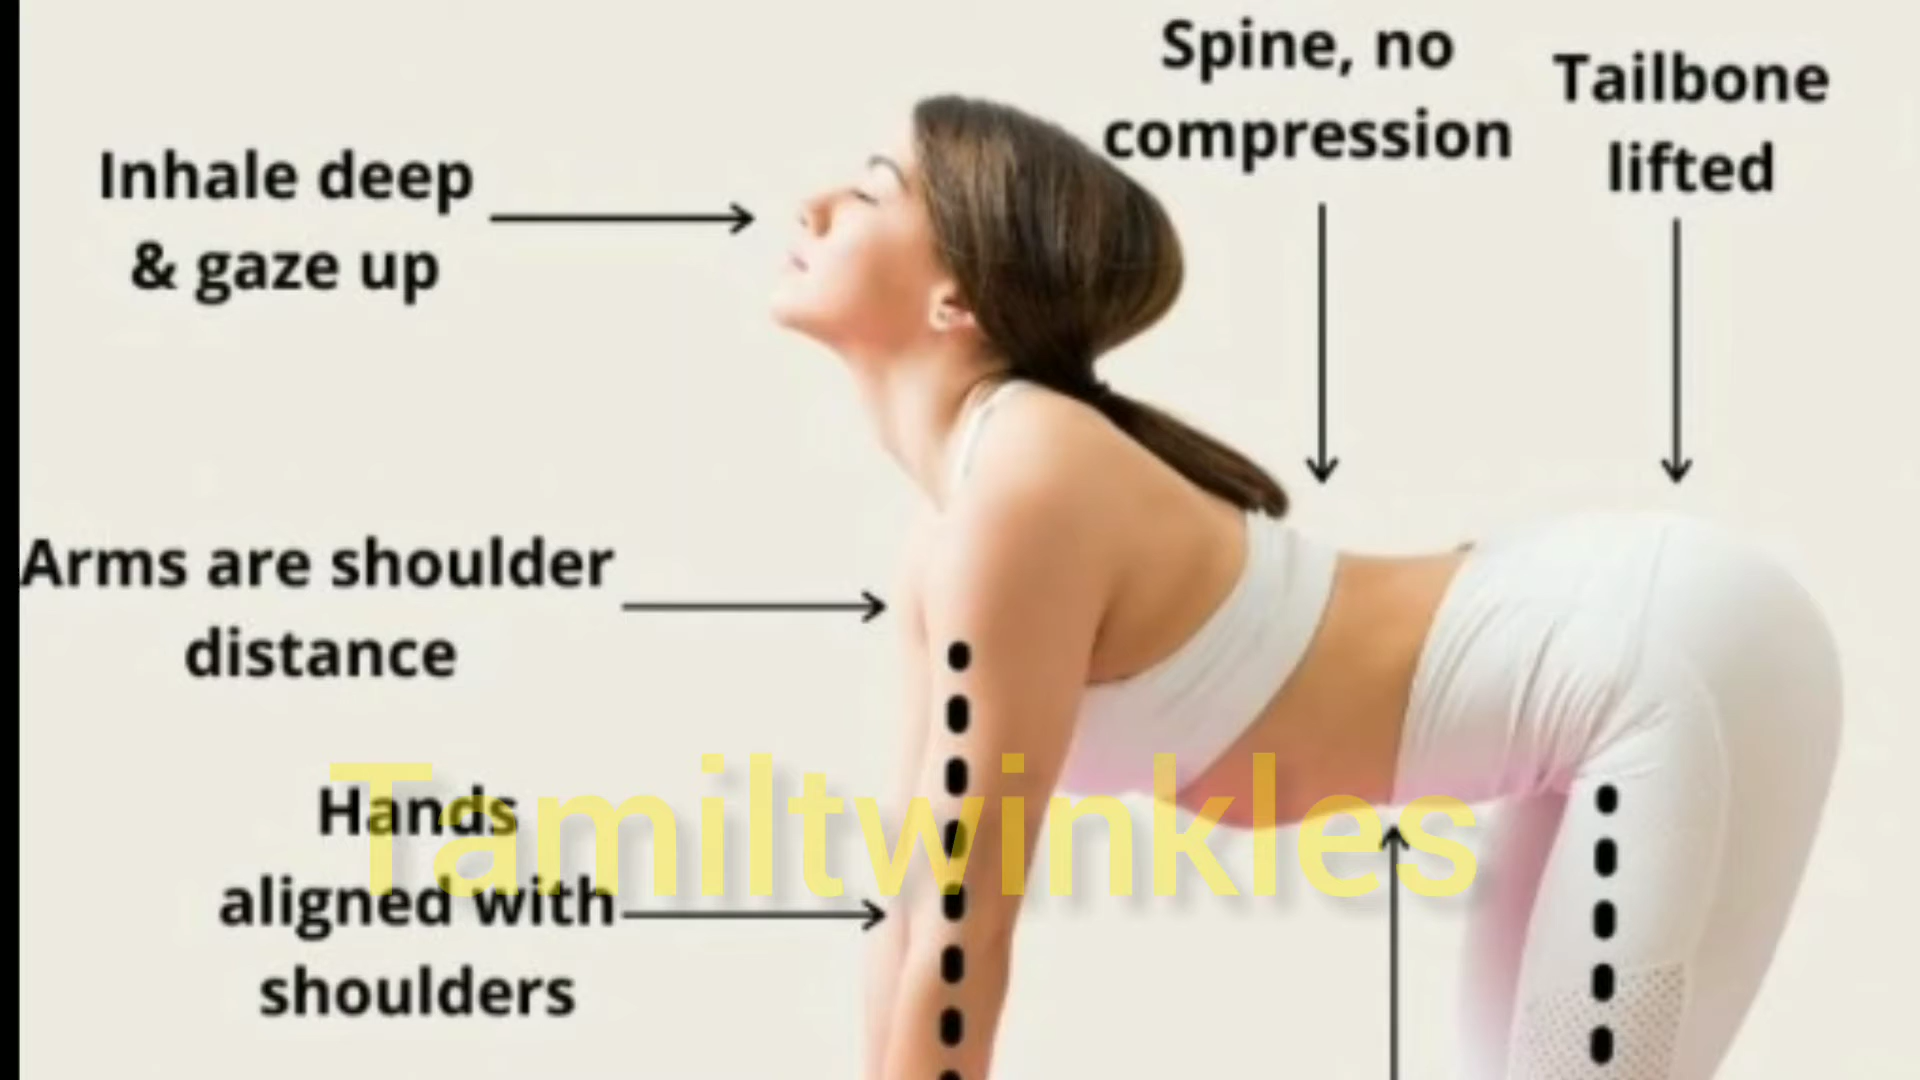 Spine, no
compression
Tailbone
lifted
Inhale deep
& gaze up
Arms are shoulder
distance
Hands
aligned with
shoulders
Tamiltwinkles